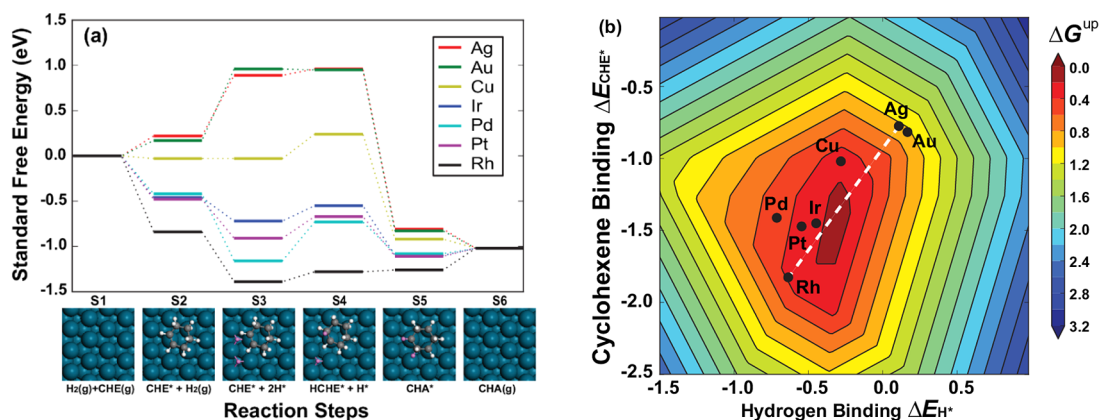 (a)
Standard Free Energy (eV)
1.5
1.0
0.5
0.0
-0.5
-1.0
-1.5
Ag
Au
Cu
Ir
Pd
Pt
Rh
S1 S2 S3 S4 S5 S6
H2(g)+CHE(g) CHE* + H2(g) CHE* + 2H* HCHE* + H* CHA* CHA(g)
Reaction Steps
(b)
Cyclohexene Binding ΔECHE*
-0.5
-1.0
-1.5
-2.0
-2.5
Ag
Au
Cu
Pd
Ir
Pt
Rh
-1.5 -1.0 -0.5 0.0 0.5
Hydrogen Binding ΔEH*
ΔGup
0.0
0.4
0.8
1.2
1.6
2.0
2.4
2.8
3.2